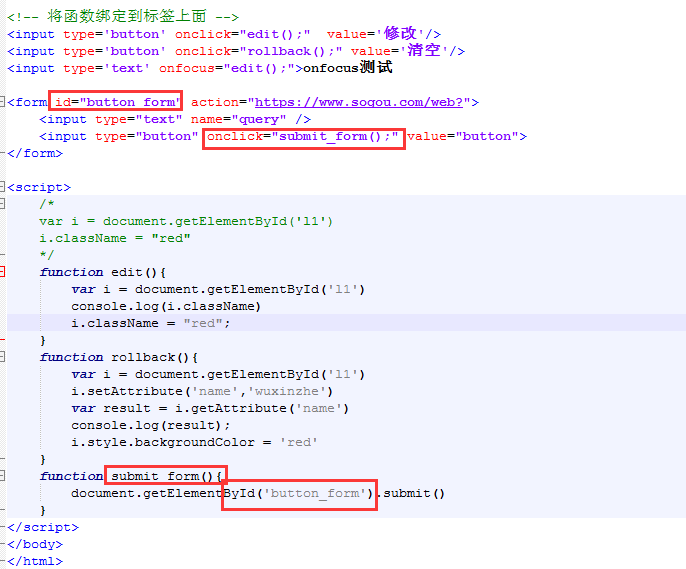 <!-- 将函数绑定到标签上面 -->
<input type='button' onclick="edit();"  value='修改'/>
<input type='button' onclick="rollback();" value='清空'/>
<input type='text' onfocus="edit();">onfocus测试
<form id="button_form" action="https://www.sogou.com/web?">
    <input type="text" name="query" />
    <input type="button" onclick="submit_form();" value="button">
</form>
<script>
    /*
    var i = document.getElementById('l1')
    i.className = "red"
    */
    function edit(){
        var i = document.getElementById('l1')
        console.log(i.className)
        i.className = "red";
    }
    function rollback(){
        var i = document.getElementById('l1')
        i.setAttribute('name','wuxinzhe')
        var result = i.getAttribute('name')
        console.log(result);
        i.style.backgroundColor = 'red'
    }
    function submit_form(){
        document.getElementById('button_form').submit()
    }
</script>
</body>
</html>